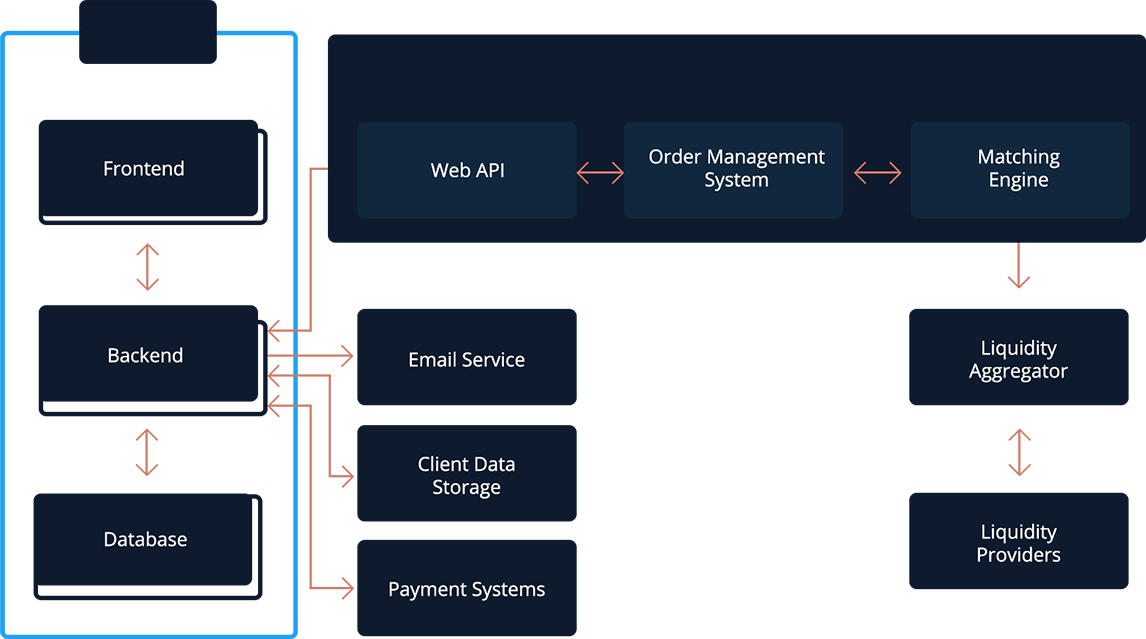 Frontend
Web API
Order Management
System
Matching
Engine
Backend
Email Service
Liquidity
Aggregator
Client Data
Storage
Database
Liquidity
Providers
Payment Systems